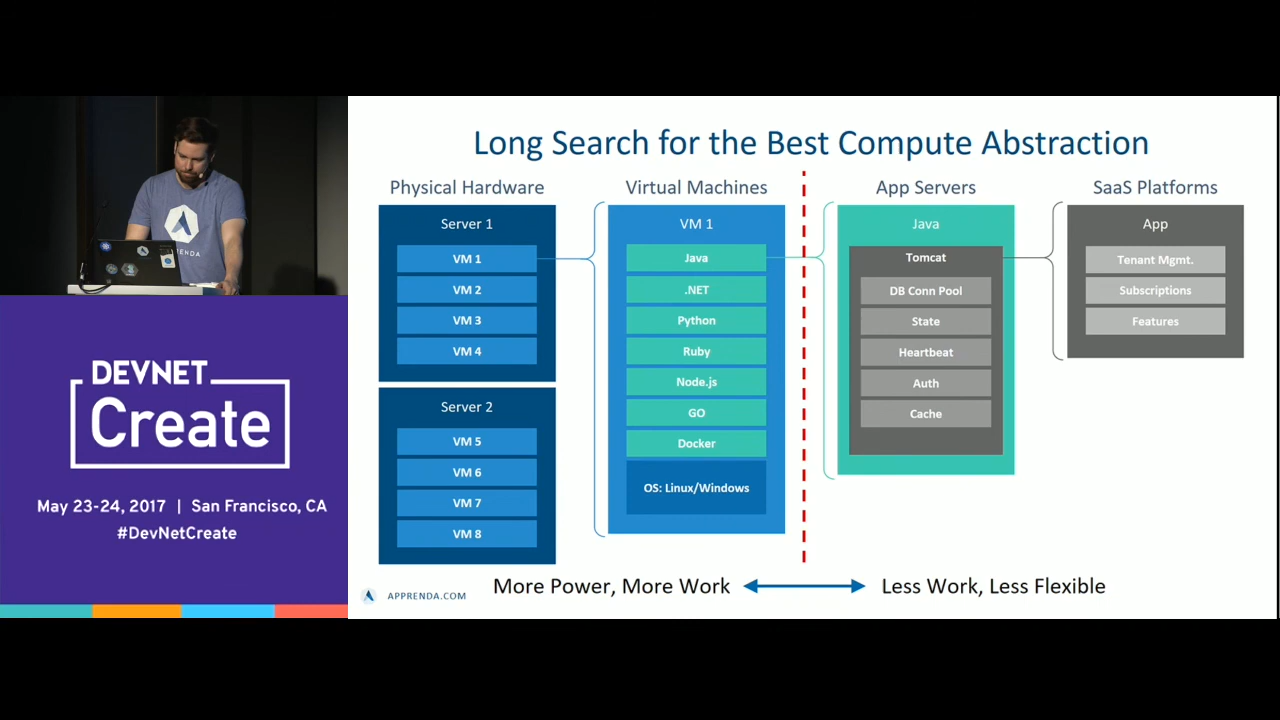 Long Search for the Best Compute Abstraction
Physical Hardware
Server 1
VM 1
VM 2
VM 3
VM 4
Server 2
VM 5
VM 6
VM 7
VM 8
Virtual Machines
VM 1
Java
.NET
Python
Ruby
Node.js
GO
Docker
OS: Linux/Windows
App Servers
Java
Tomcat
DB Conn Pool
State
Heartbeat
Auth
Cache
SaaS Platforms
App
Tenant Mgmt.
Subscriptions
Features
More Power, More Work
Less Work, Less Flexible
APPRENDA.COM
DEVNET
Create
May 23-24, 2017 | San Francisco, CA
#DevNetCreate